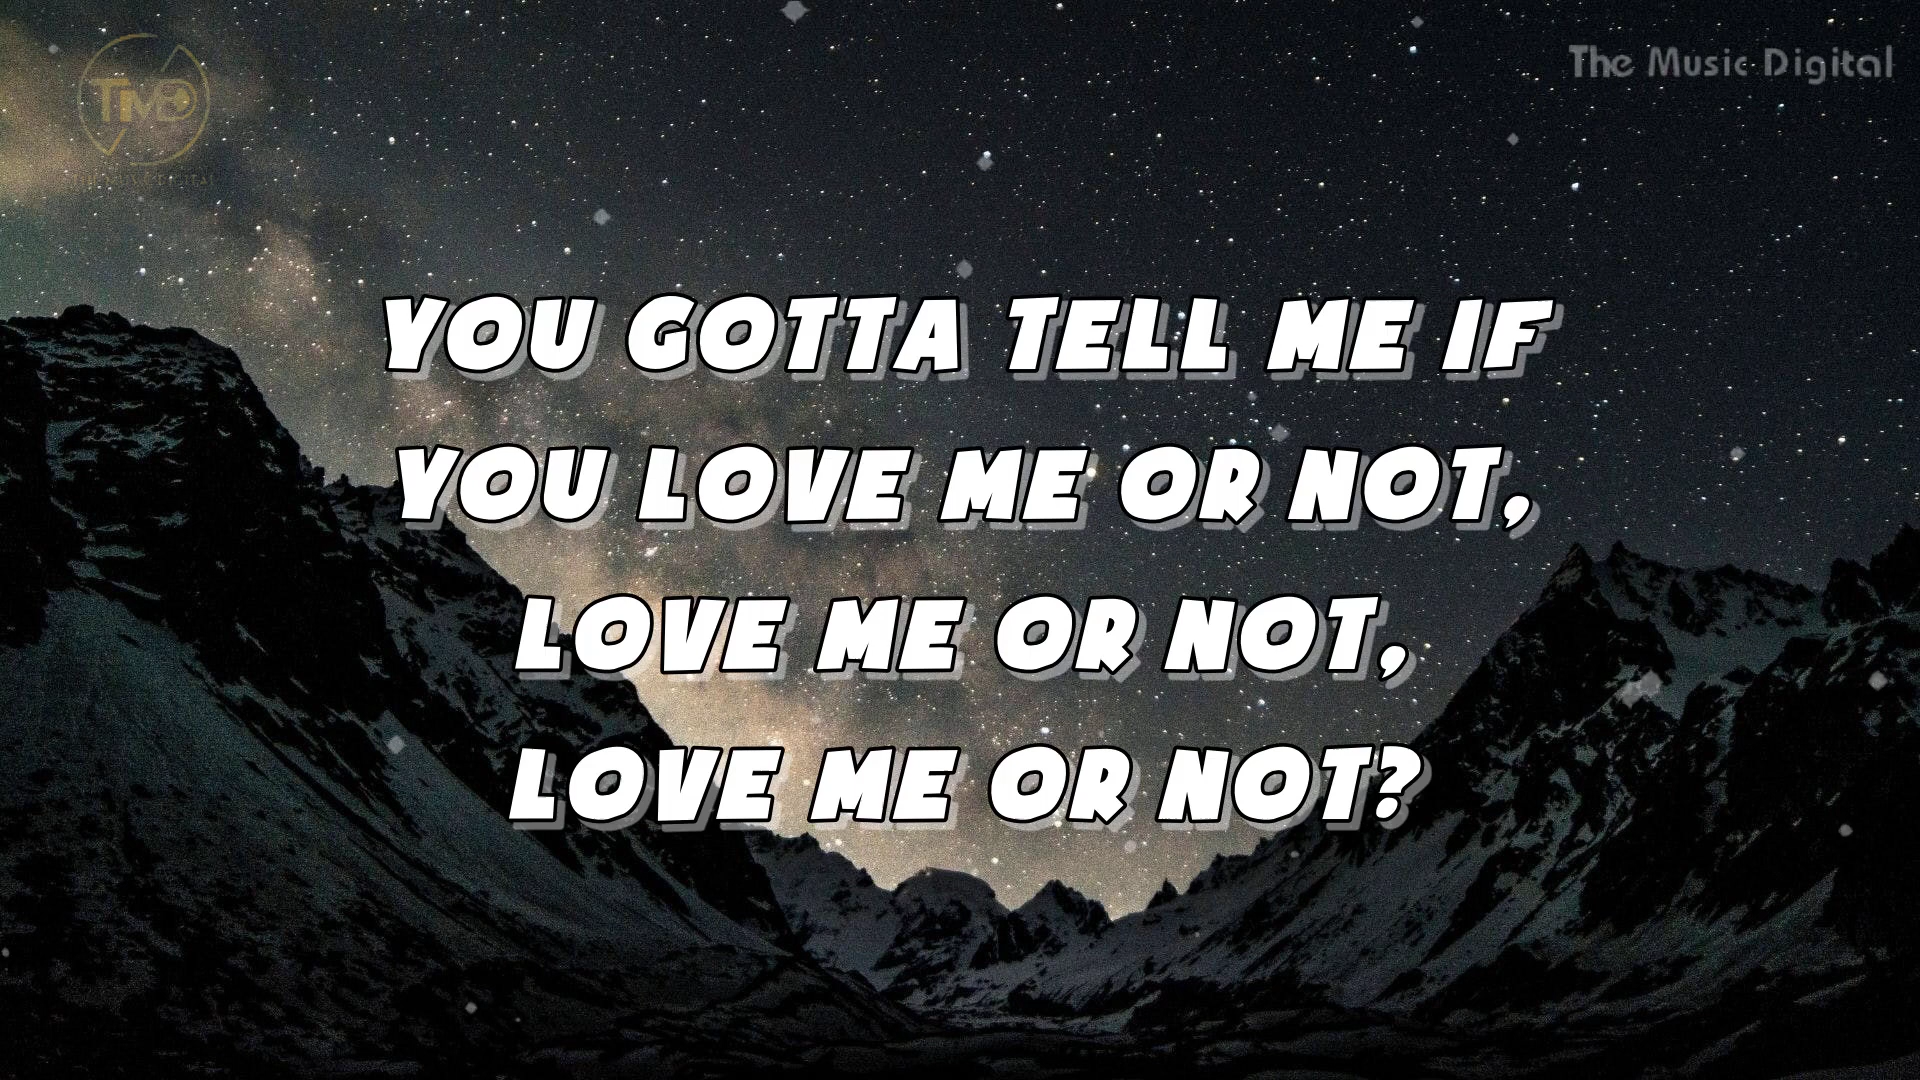 The Music Digital
TMD
YOU GOTTA TELL ME IF
YOU LOVE ME OR NOT,
LOVE ME OR NOT,
LOVE ME OR NOT?